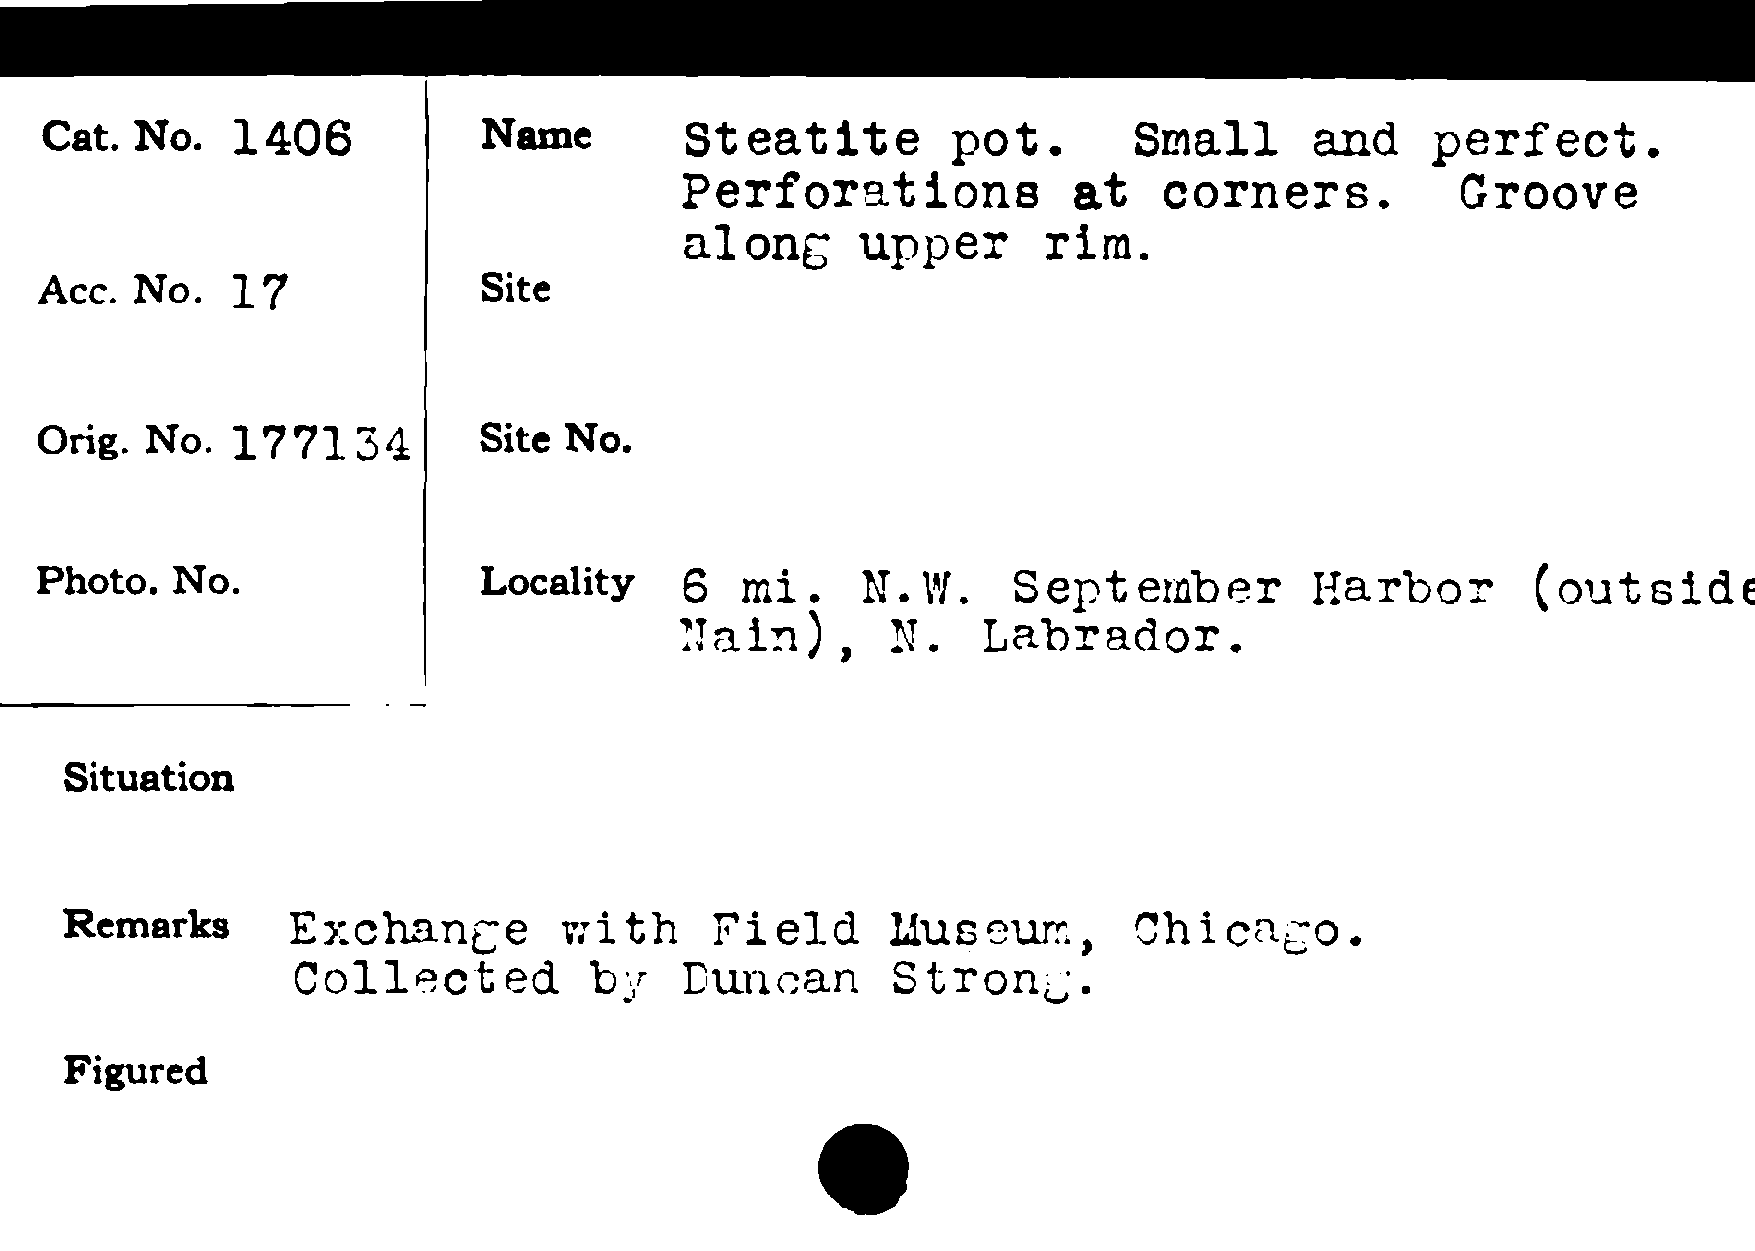 Cat. No. 1406
Name Steatite pot. Small and perfect.
Perforations at corners. Groove
along upper rim.
Acc. No. 17
Site
Orig. No. 177134
Site No.
Photo. No.
Locality 6 mi. N.W. September Harbor (outside
Nain), N. Labrador.
Situation
Remarks Exchange with Field Museum, Chicago.
Collected by Duncan Strong.
Figured